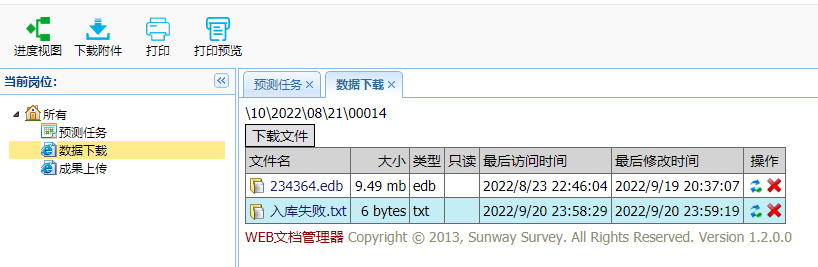 进度视图 下载附件 打印 打印预览
当前岗位：
所有
预测任务
数据下载
成果上传
预测任务 数据下载
\10\2022\08\21\00014
下载文件
文件名 大小 类型 只读 最后访问时间 最后修改时间 操作
234364.edb 9.49 mb edb 2022/8/23 22:46:04 2022/9/19 20:37:07
入库失败.txt 6 bytes txt 2022/9/20 23:58:29 2022/9/20 23:59:19
WEB文档管理器 Copyright © 2013, Sunway Survey. All Rights Reserved. Version 1.2.0.0